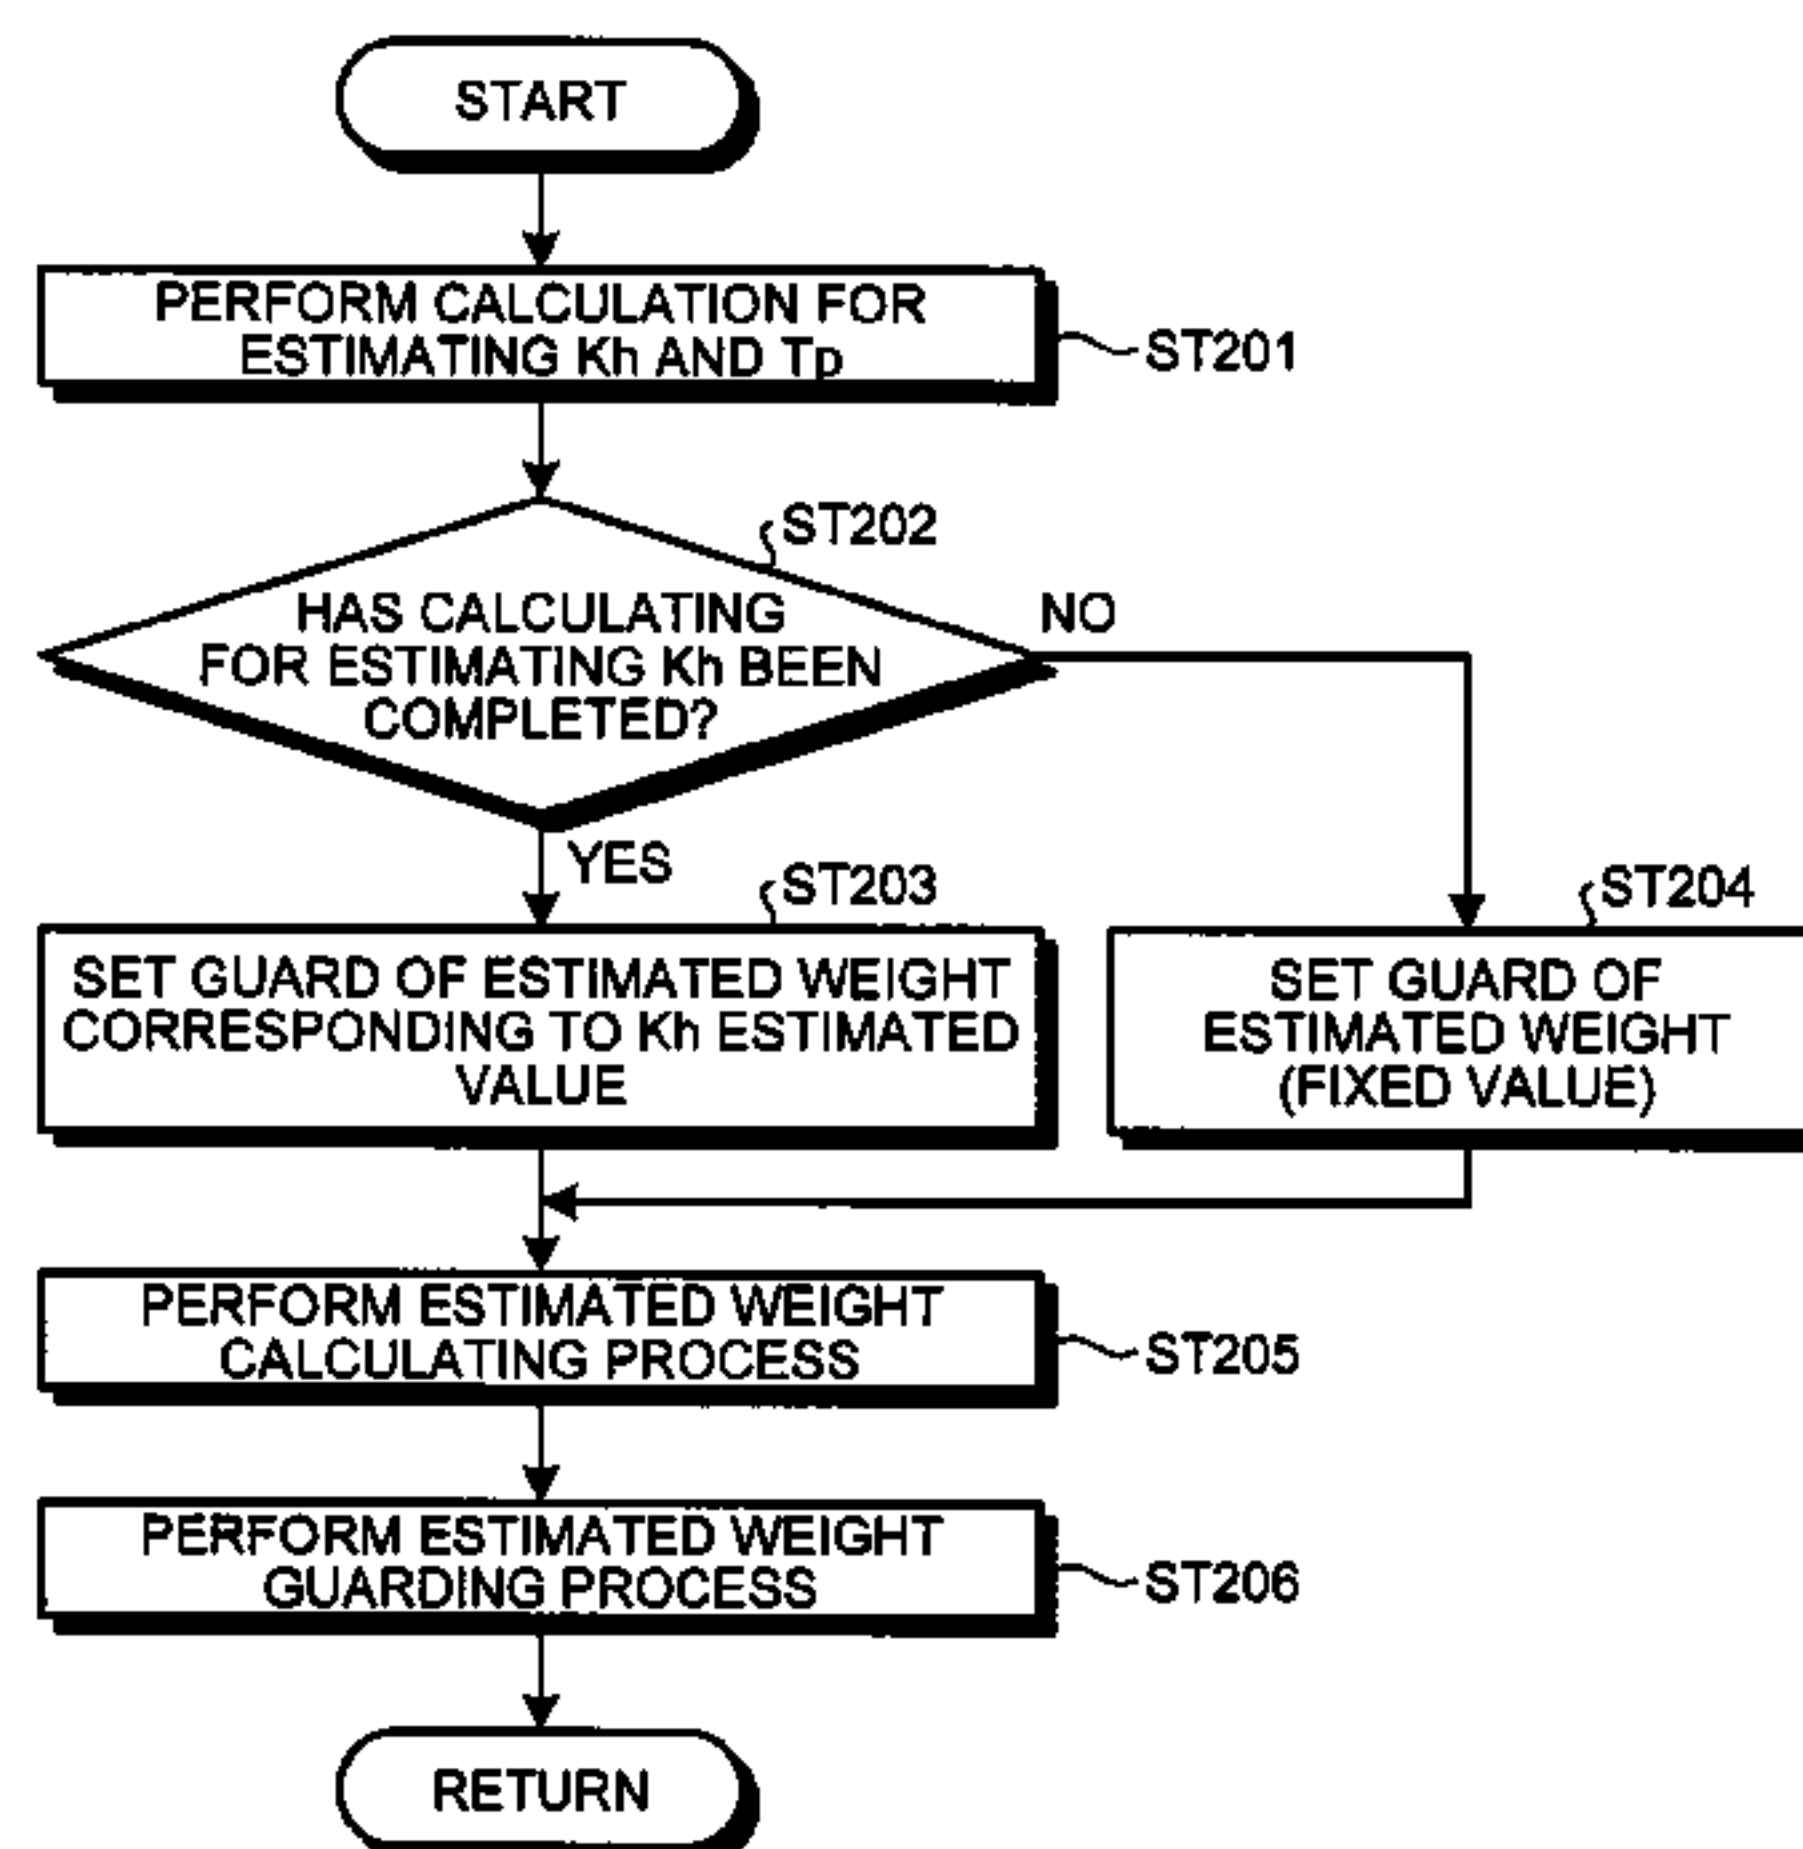 START
PERFORM CALCULATION FOR
ESTIMATING Kh AND Tp
ST201
ST202
HAS CALCULATING
FOR ESTIMATING Kh BEEN
COMPLETED?
NO
YES
ST203
SET GUARD OF ESTIMATED WEIGHT
CORRESPONDING TO Kh ESTIMATED
VALUE
ST204
SET GUARD OF
ESTIMATED WEIGHT
(FIXED VALUE)
PERFORM ESTIMATED WEIGHT
CALCULATING PROCESS
ST205
PERFORM ESTIMATED WEIGHT
GUARDING PROCESS
ST206
RETURN